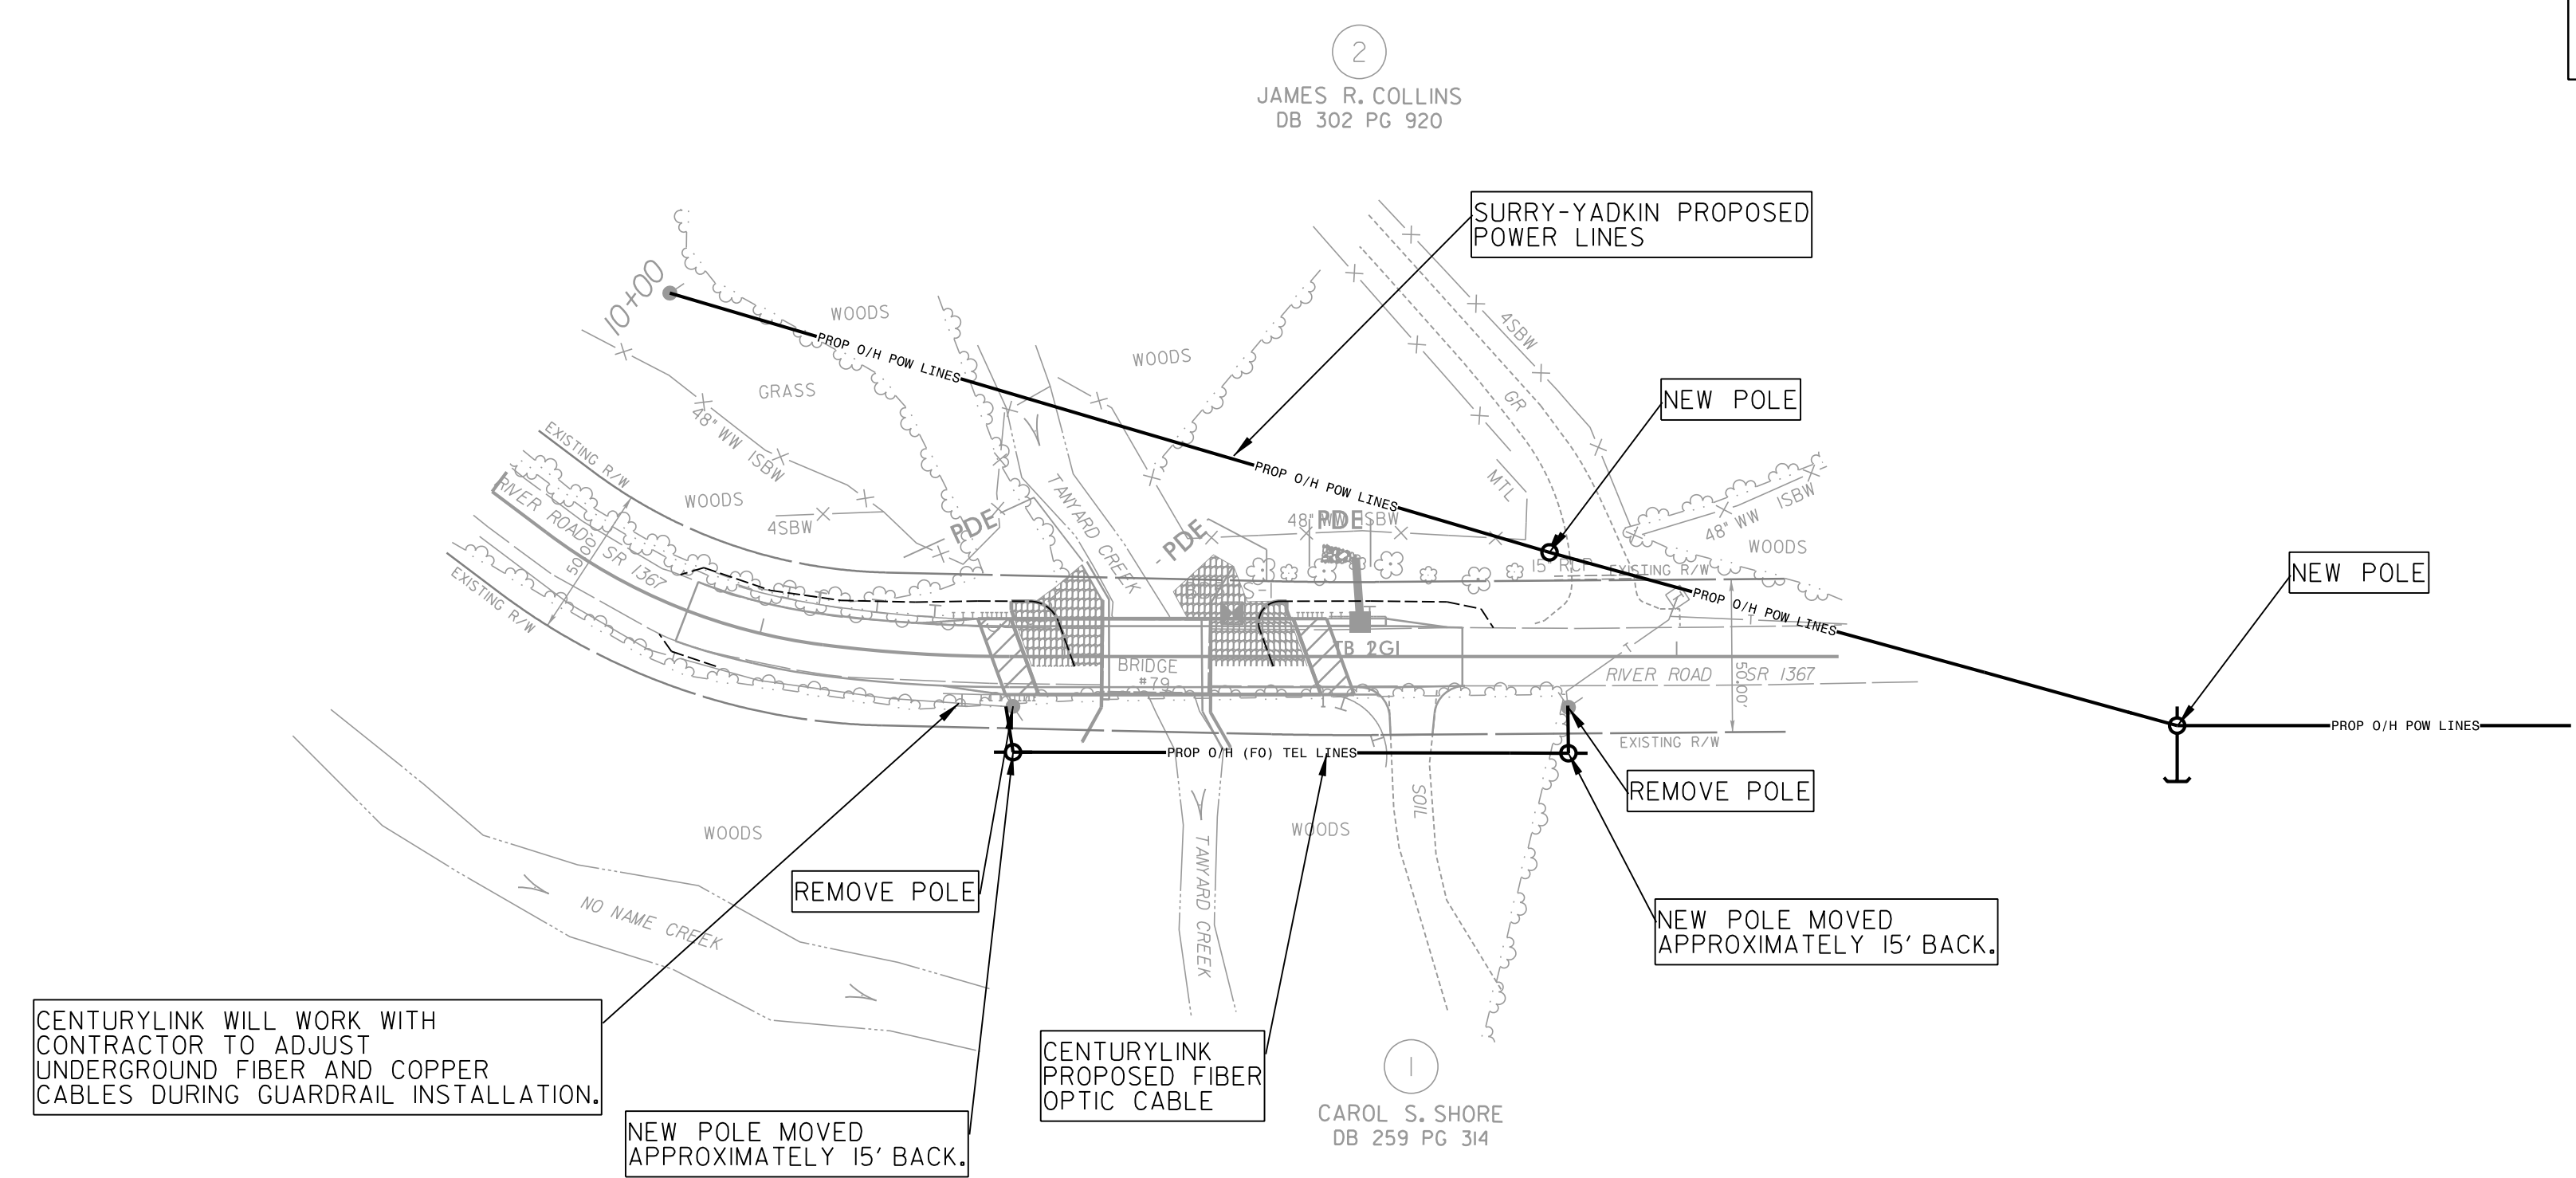 2
JAMES R. COLLINS
DB 302 PG 920
SURRY-YADKIN PROPOSED
POWER LINES
10+00
WOODS
PROP O/H POW LINES
WOODS
GRASS
4SBW
GR
NEW POLE
48" WW 1SBW
EXISTING R/W
WOODS
4SBW
RIVER ROAD SR 1367
50.00'
EXISTING R/W
PDE
TANYARD CREEK
PDE
PROP O/H POW LINES
48" WW 1SBW
PDE
MTL
48" WW 1SBW
WOODS
15" RCP
EXISTING R/W
NEW POLE
PROP O/H POW LINES
TB 2GI
BRIDGE
#79
RIVER ROAD SR 1367
50.00'
PROP O/H POW LINES
EXISTING R/W
PROP O/H (FO) TEL LINES
REMOVE POLE
WOODS
WOODS
SOIL
TANYARD CREEK
REMOVE POLE
NO NAME CREEK
NEW POLE MOVED
APPROXIMATELY 15' BACK.
CENTURYLINK WILL WORK WITH
CONTRACTOR TO ADJUST
UNDERGROUND FIBER AND COPPER
CABLES DURING GUARDRAIL INSTALLATION.
CENTURYLINK
PROPOSED FIBER
OPTIC CABLE
1
CAROL S. SHORE
DB 259 PG 314
NEW POLE MOVED
APPROXIMATELY 15' BACK.